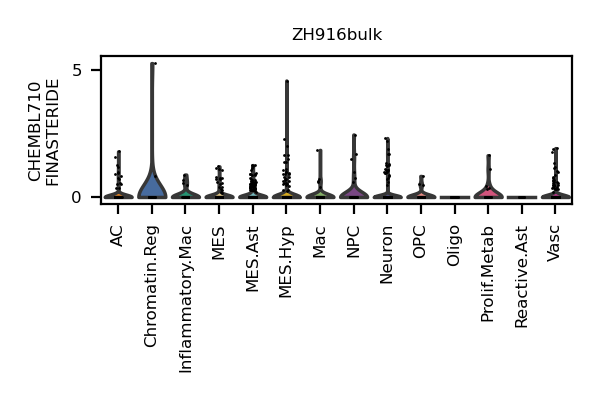 ZH916bulk
CHEMBL710
FINASTERIDE
5
0
AC
Chromatin.Reg
Inflammatory.Mac
MES
MES.Ast
MES.Hyp
Mac
NPC
Neuron
OPC
Oligo
Prolif.Metab
Reactive.Ast
Vasc